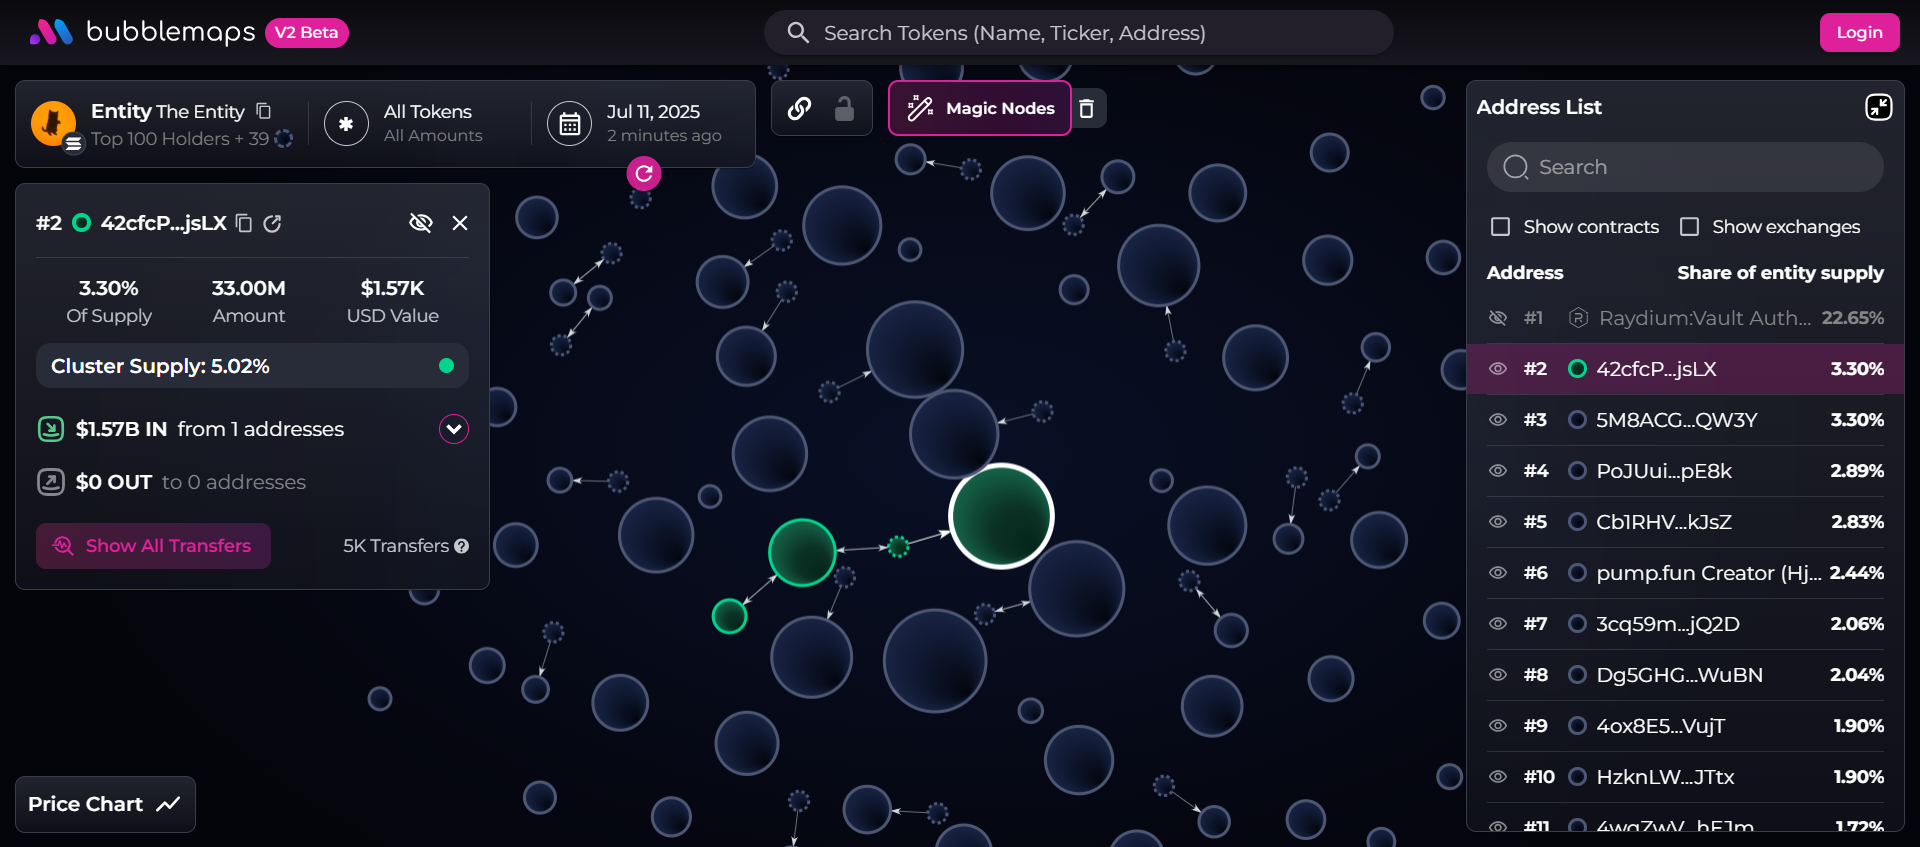 bubblemaps V2 Beta
Search Tokens (Name, Ticker, Address)
Login
Entity The Entity
Top 100 Holders + 39
All Tokens
All Amounts
Jul 11, 2025
2 minutes ago
Magic Nodes
#2 42cfcP...jsLX
3.30%
Of Supply
33.00M
Amount
$1.57K
USD Value
Cluster Supply: 5.02%
$1.57B IN from 1 addresses
$0 OUT to 0 addresses
Show All Transfers
5K Transfers
Price Chart
Address List
Search
Show contracts Show exchanges
Address Share of entity supply
#1 Raydium:Vault Auth... 22.65%
#2 42cfcP...jsLX 3.30%
#3 5M8ACG...QW3Y 3.30%
#4 PoJUui...pE8k 2.89%
#5 Cb1RHV...kJsZ 2.83%
#6 pump.fun Creator (Hj... 2.44%
#7 3cq59m...jQ2D 2.06%
#8 Dg5GHG...WuBN 2.04%
#9 4ox8E5...VujT 1.90%
#10 HzknLW...JTtx 1.90%
#11 1.72%